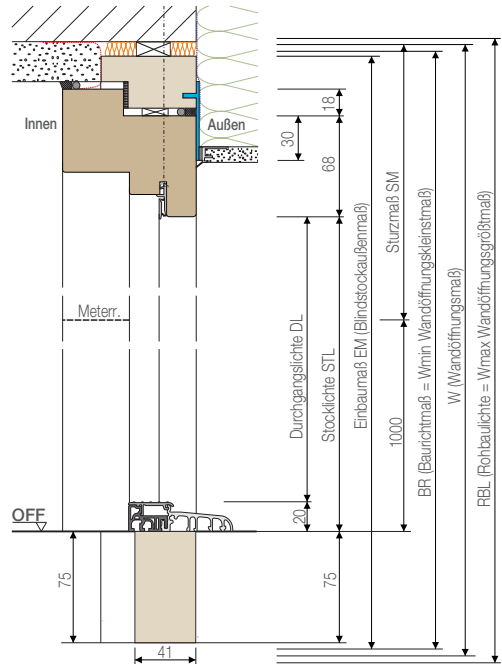 Innen
Außen
18
30
68
Meterr.
Durchgangslichte DL
Stocklichte STL
Einbaumaß EM (Blindstockaußenmaß)
Sturzmaß SM
1000
BR (Baurichtmaß = Wmin Wandöffnungskleinstmaß)
W (Wandöffnungsmaß)
RBL (Rohbaulichte = Wmax Wandöffnungsgrößtmaß)
OFF
20
75
75
41